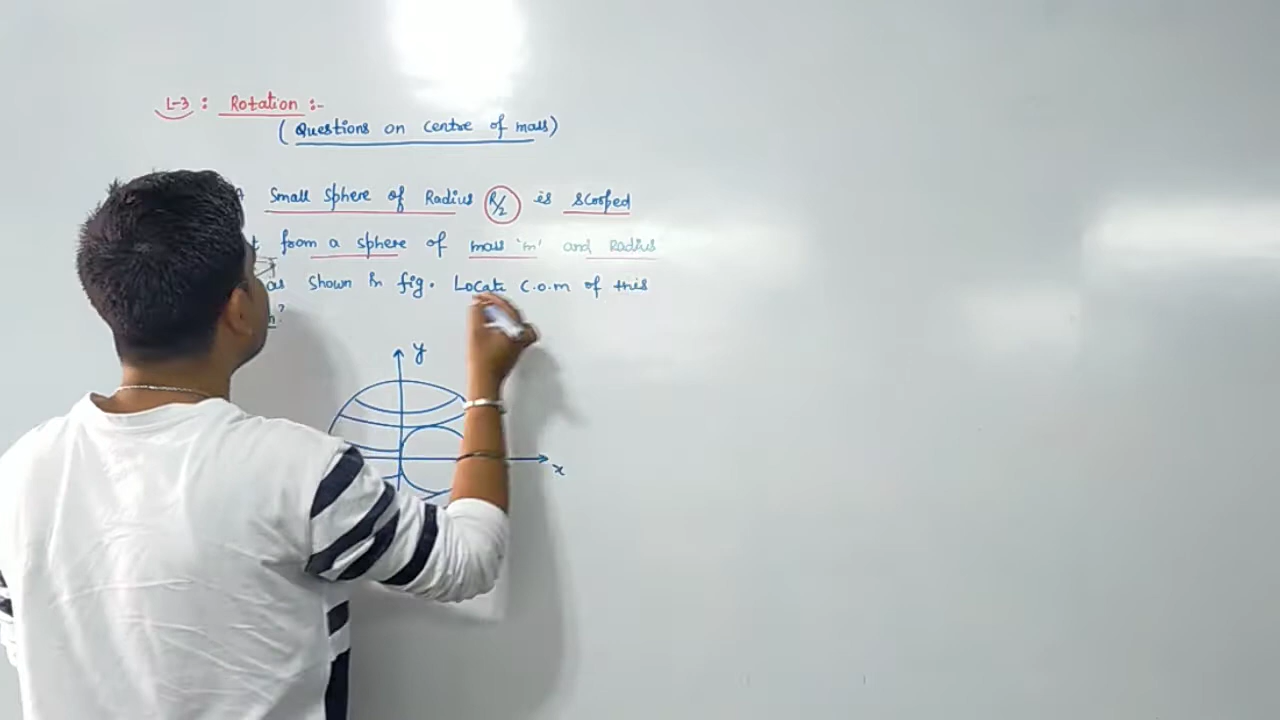 L-3 : Rotation :-
(Questions on centre of mass)
Small sphere of Radius R/2 is scooped
from a sphere of mass 'm' and Radius
as shown in fig. Locate C.O.M of this
?
y
x